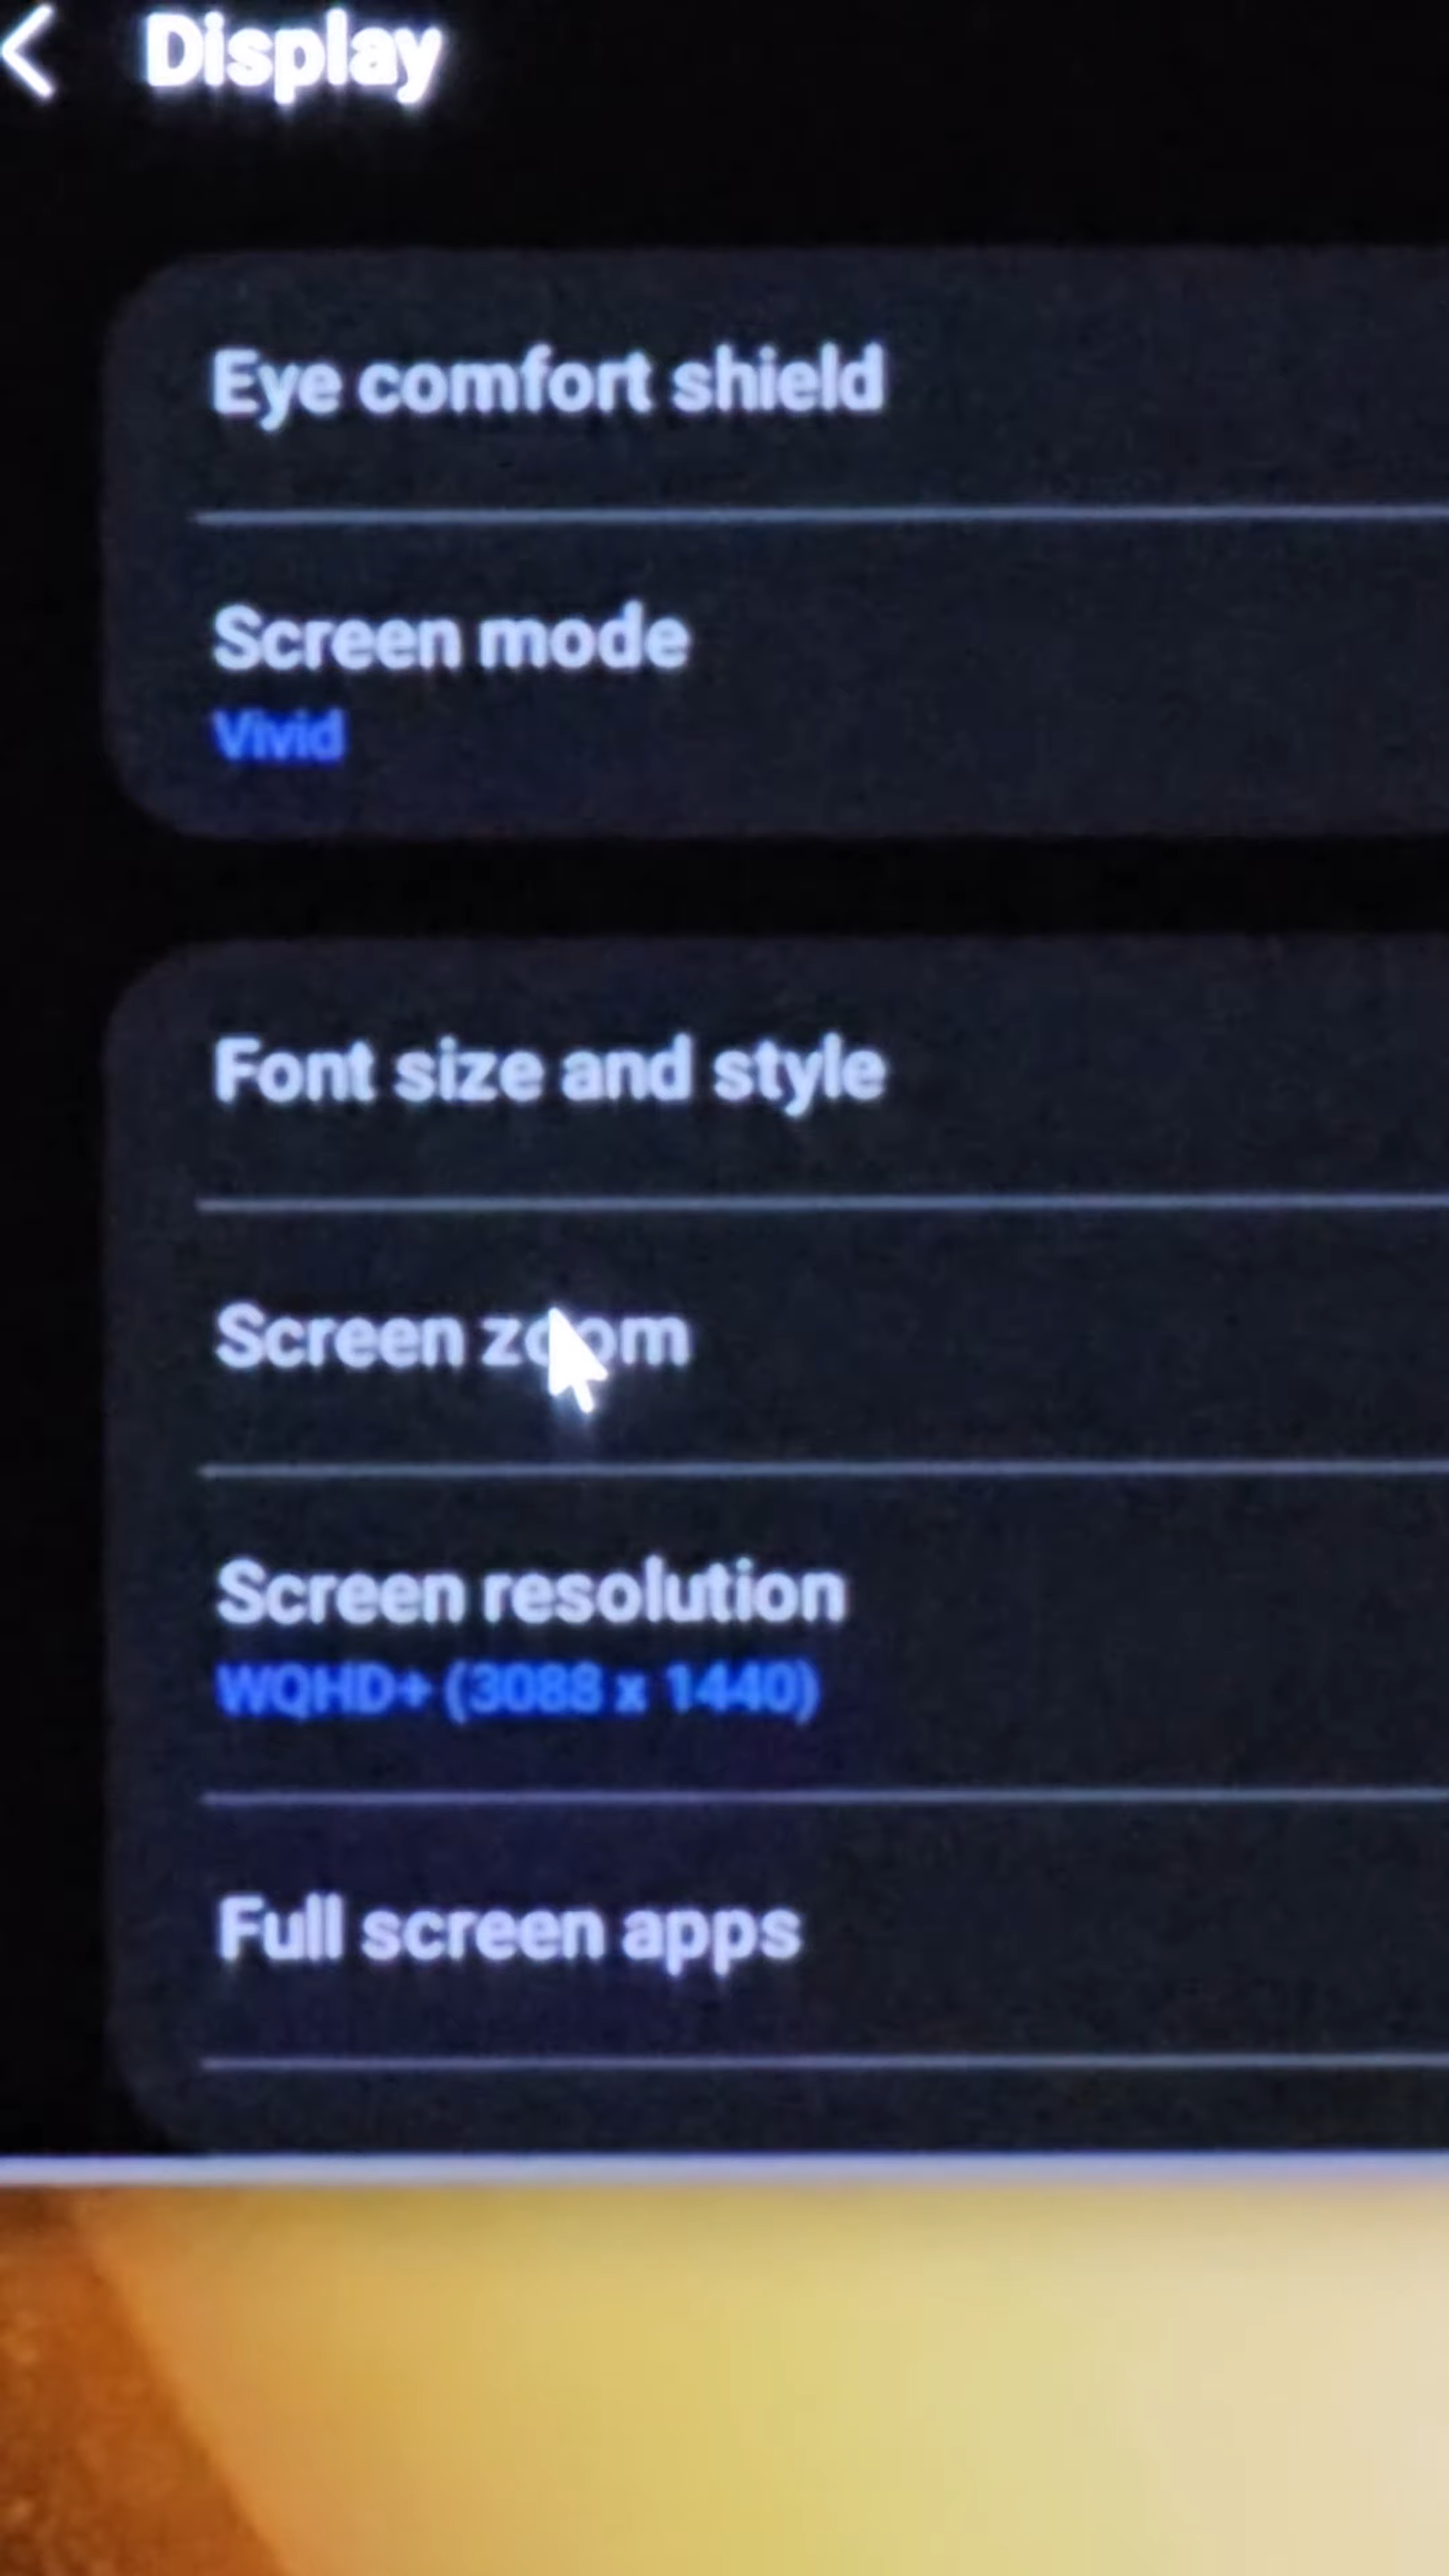 Display
Eye comfort shield
Screen mode
Vivid
Font size and style
Screen zoom
Screen resolution
WQHD+ (3088 x 1440)
Full screen apps